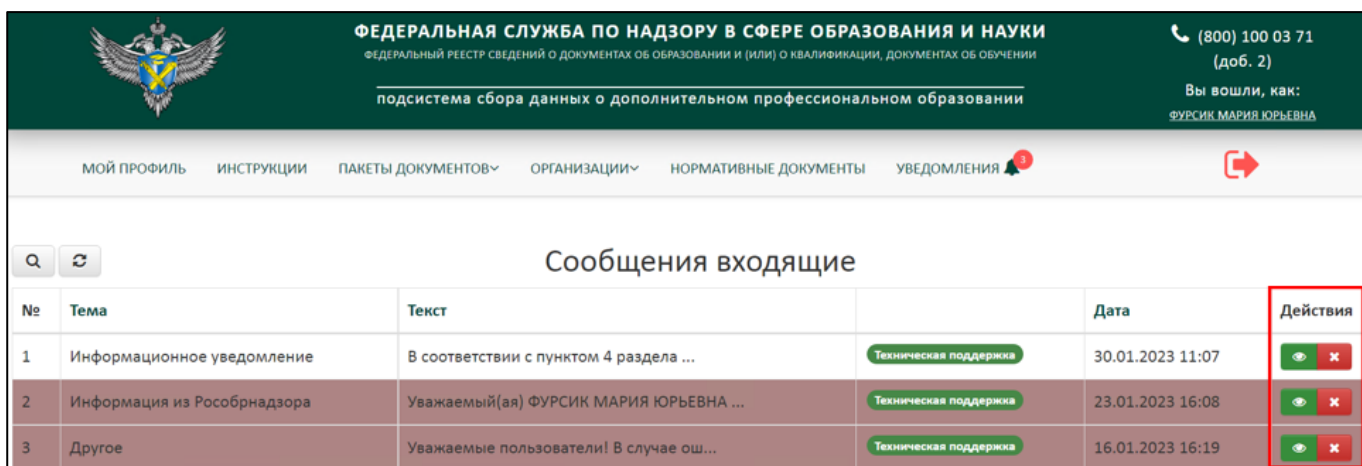 ФЕДЕРАЛЬНАЯ СЛУЖБА ПО НАДЗОРУ В СФЕРЕ ОБРАЗОВАНИЯ И НАУКИ
ФЕДЕРАЛЬНЫЙ РЕЕСТР СВЕДЕНИЙ О ДОКУМЕНТАХ ОБ ОБРАЗОВАНИИ И (ИЛИ) О КВАЛИФИКАЦИИ, ДОКУМЕНТАХ ОБ ОБУЧЕНИИ
подсистема сбора данных о дополнительном профессиональном образовании
(800) 100 03 71
(доб. 2)
Вы вошли, как:
ФУРСИК МАРИЯ ЮРЬЕВНА
МОЙ ПРОФИЛЬ ИНСТРУКЦИИ ПАКЕТЫ ДОКУМЕНТОВ ОРГАНИЗАЦИИ НОРМАТИВНЫЕ ДОКУМЕНТЫ УВЕДОМЛЕНИЯ 3
Сообщения входящие
№ Тема Текст Дата Действия
1 Информационное уведомление В соответствии с пунктом 4 раздела ... Техническая поддержка 30.01.2023 11:07
2 Информация из Рособрнадзора Уважаемый(ая) ФУРСИК МАРИЯ ЮРЬЕВНА ... Техническая поддержка 23.01.2023 16:08
3 Другое Уважаемые пользователи! В случае ош... Техническая поддержка 16.01.2023 16:19